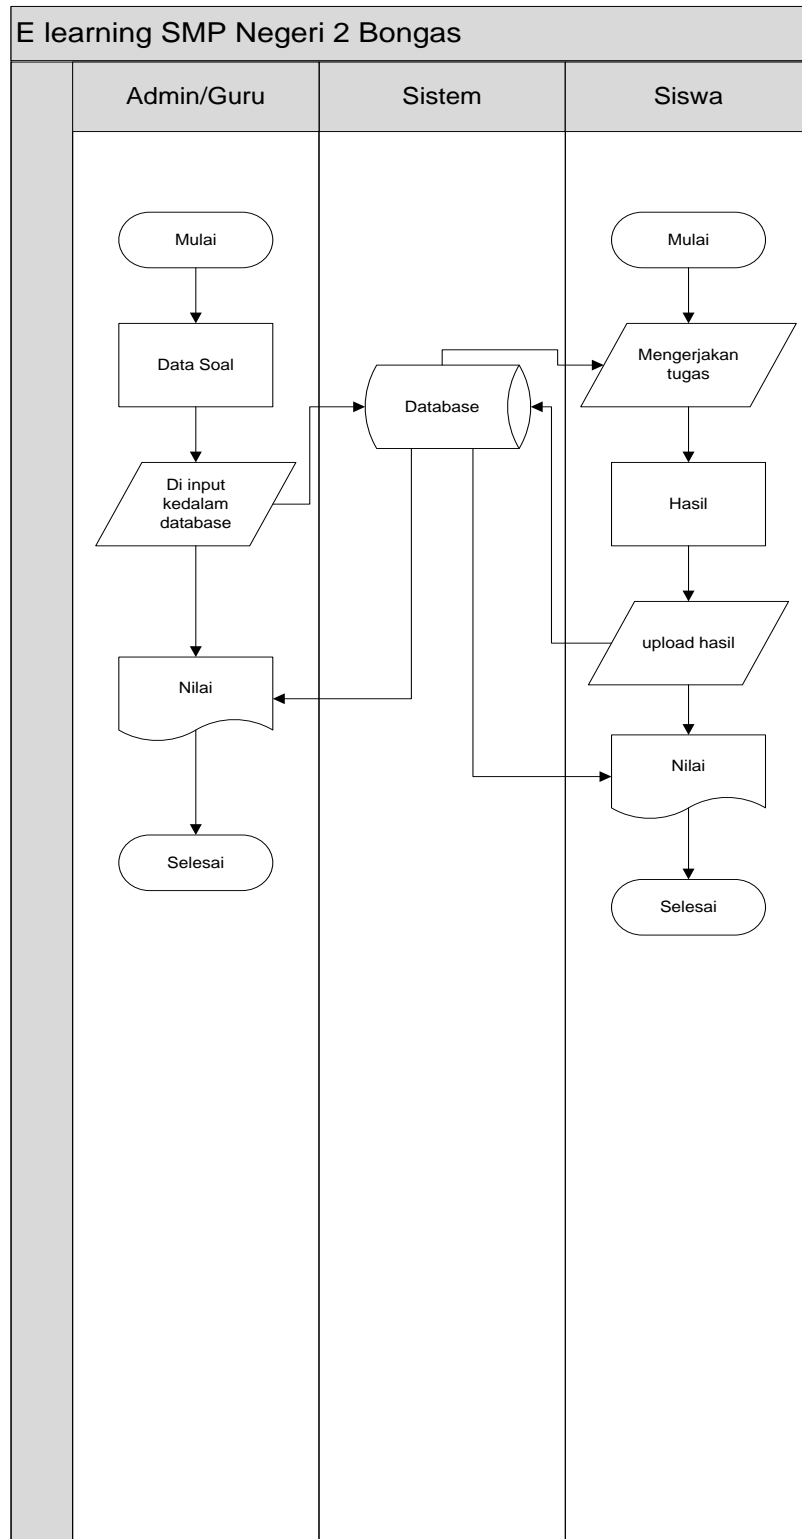 E learning SMP Negeri 2 Bongas
Admin/Guru
Sistem
Siswa
Mulai
Data Soal
Di input
kedalam
database
Nilai
Selesai
Database
Mulai
Mengerjakan
tugas
Hasil
upload hasil
Nilai
Selesai